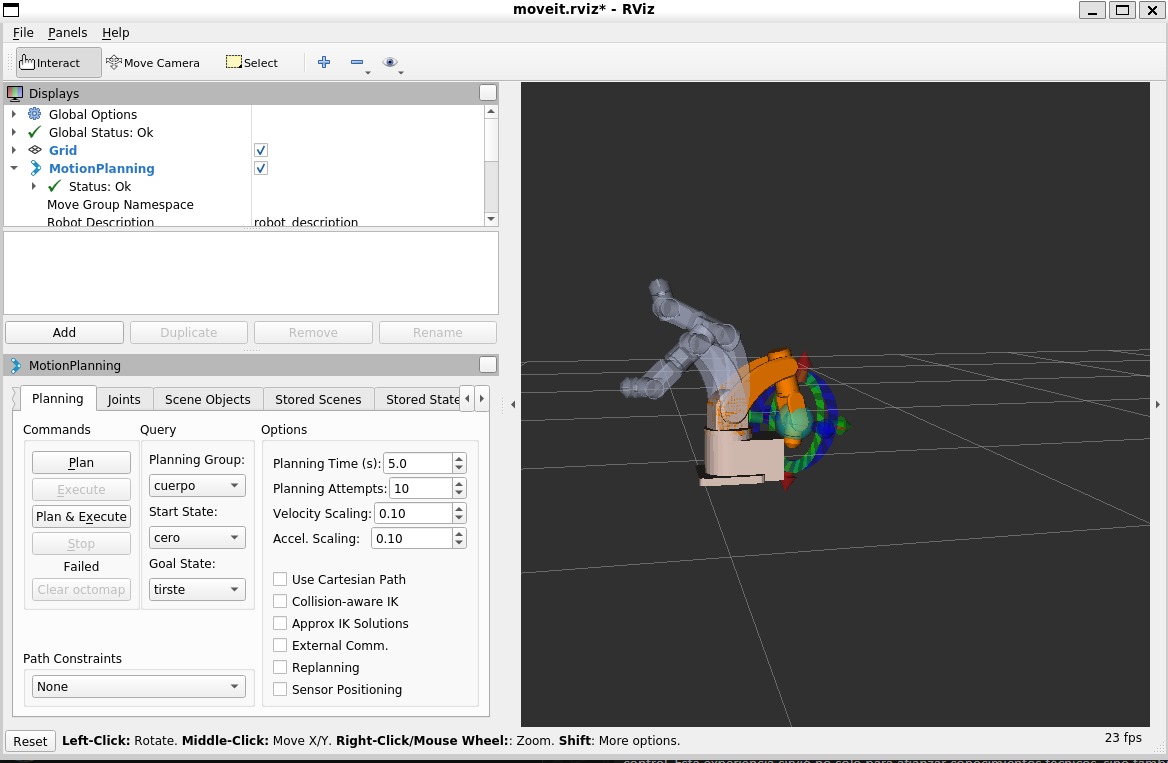 moveit.rviz* - RViz
File Panels Help
Interact Move Camera Select
Displays
Global Options
Global Status: Ok
Grid
MotionPlanning
Status: Ok
Move Group Namespace
Robot Description robot_description
Add Duplicate Remove Rename
MotionPlanning
Planning Joints Scene Objects Stored Scenes Stored State
Commands Query Options
Plan
Execute
Plan & Execute
Stop
Failed
Clear octomap
Planning Group:
cuerpo
Start State:
cero
Goal State:
tirste
Planning Time (s): 5.0
Planning Attempts: 10
Velocity Scaling: 0.10
Accel. Scaling: 0.10
Use Cartesian Path
Collision-aware IK
Approx IK Solutions
External Comm.
Replanning
Sensor Positioning
Path Constraints
None
Reset Left-Click: Rotate. Middle-Click: Move X/Y. Right-Click/Mouse Wheel:: Zoom. Shift: More options. 23 fps